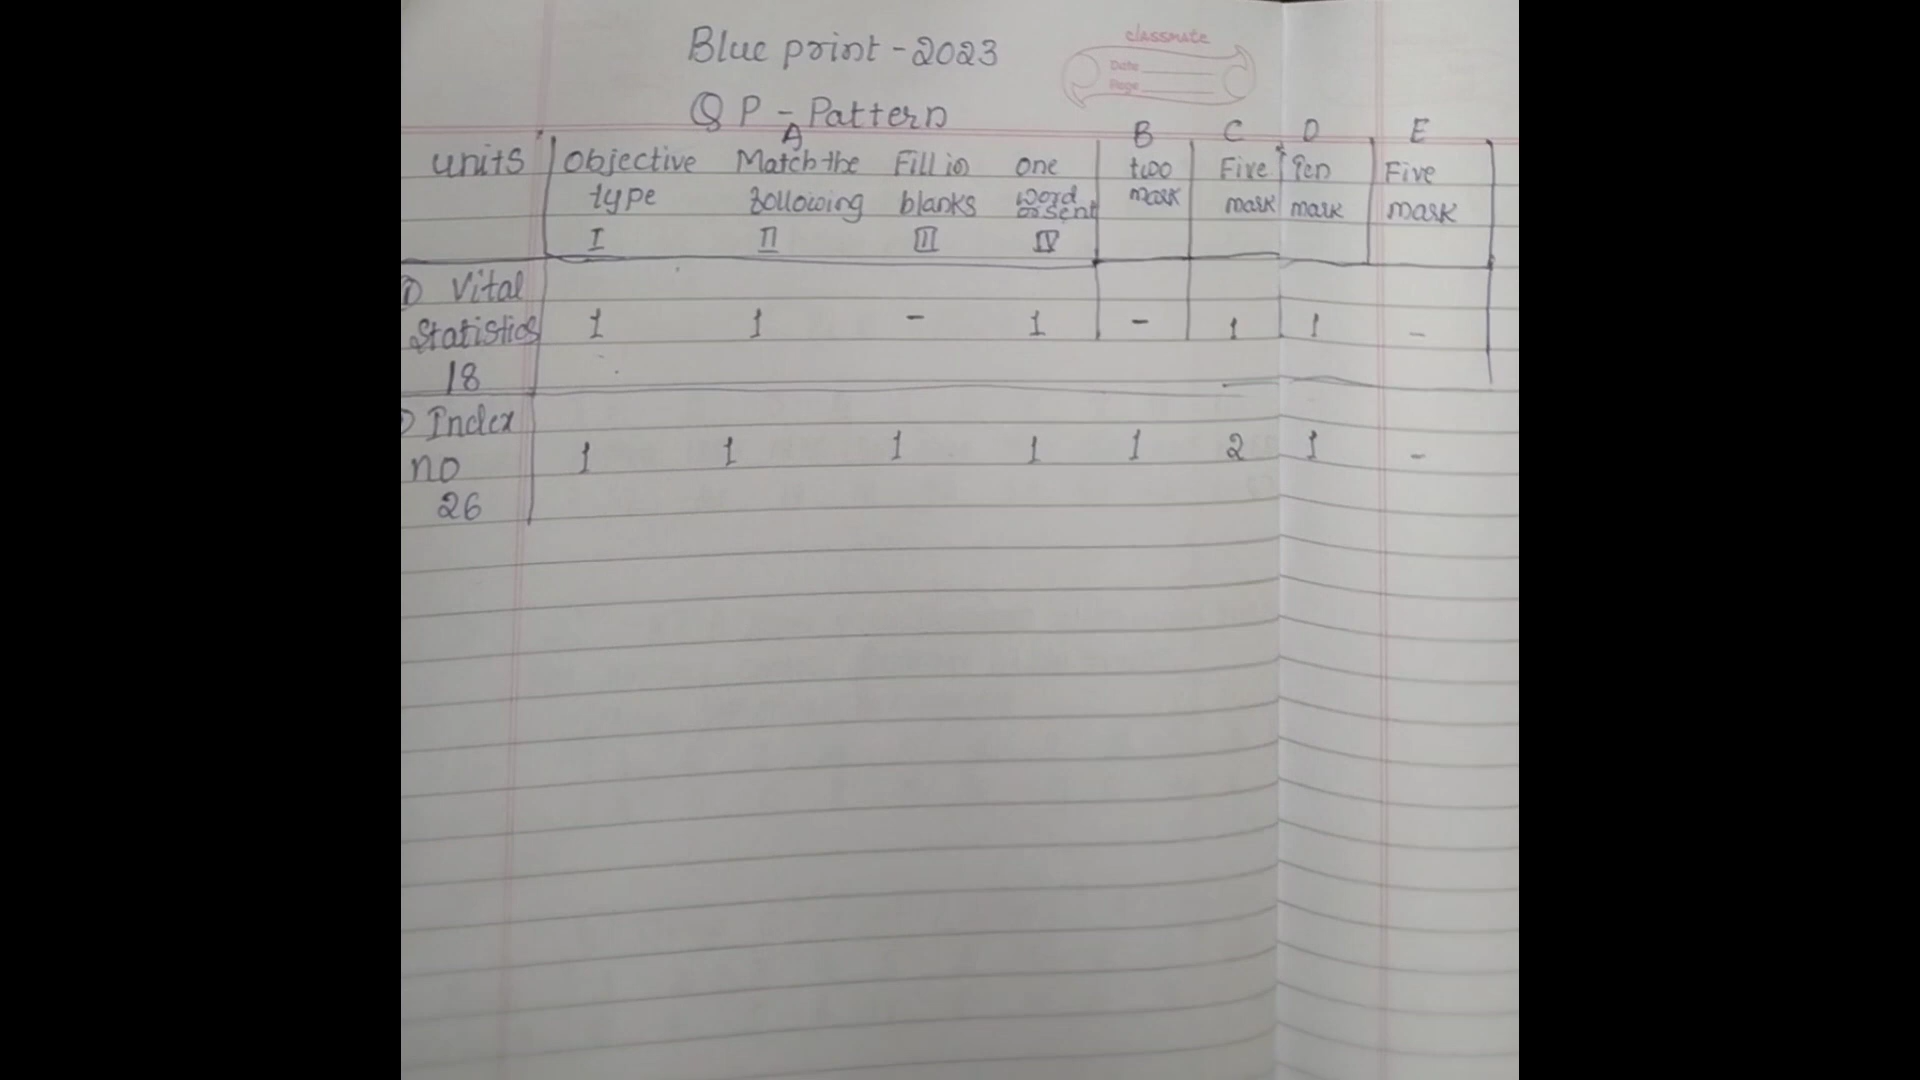 Blue print - 2023
classmate
Date
Page
QP - Pattern
A B C D E
units Objective Match the Fill in one two Five Ten Five
type following blanks word mark mark mark mark
or sent
I II III IV
1) Vital
Statistics 1 1 - 1 - 1 1 -
18
) Index
no 1 1 1 1 1 2 1 -
26